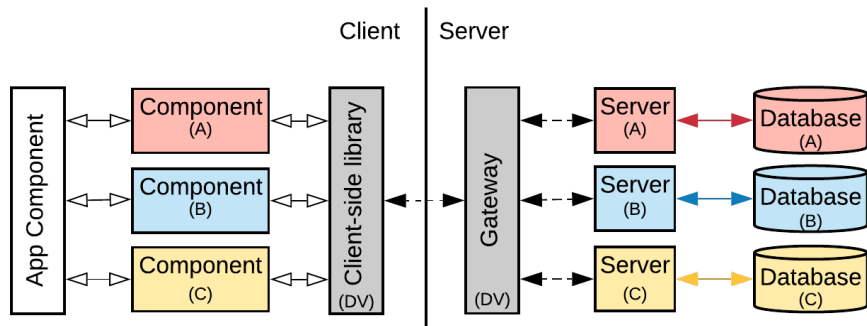 Client
Server
App Component
Component
(A)
Component
(B)
Component
(C)
Client-side library
(DV)
Gateway
(DV)
Server
(A)
Server
(B)
Server
(C)
Database
(A)
Database
(B)
Database
(C)